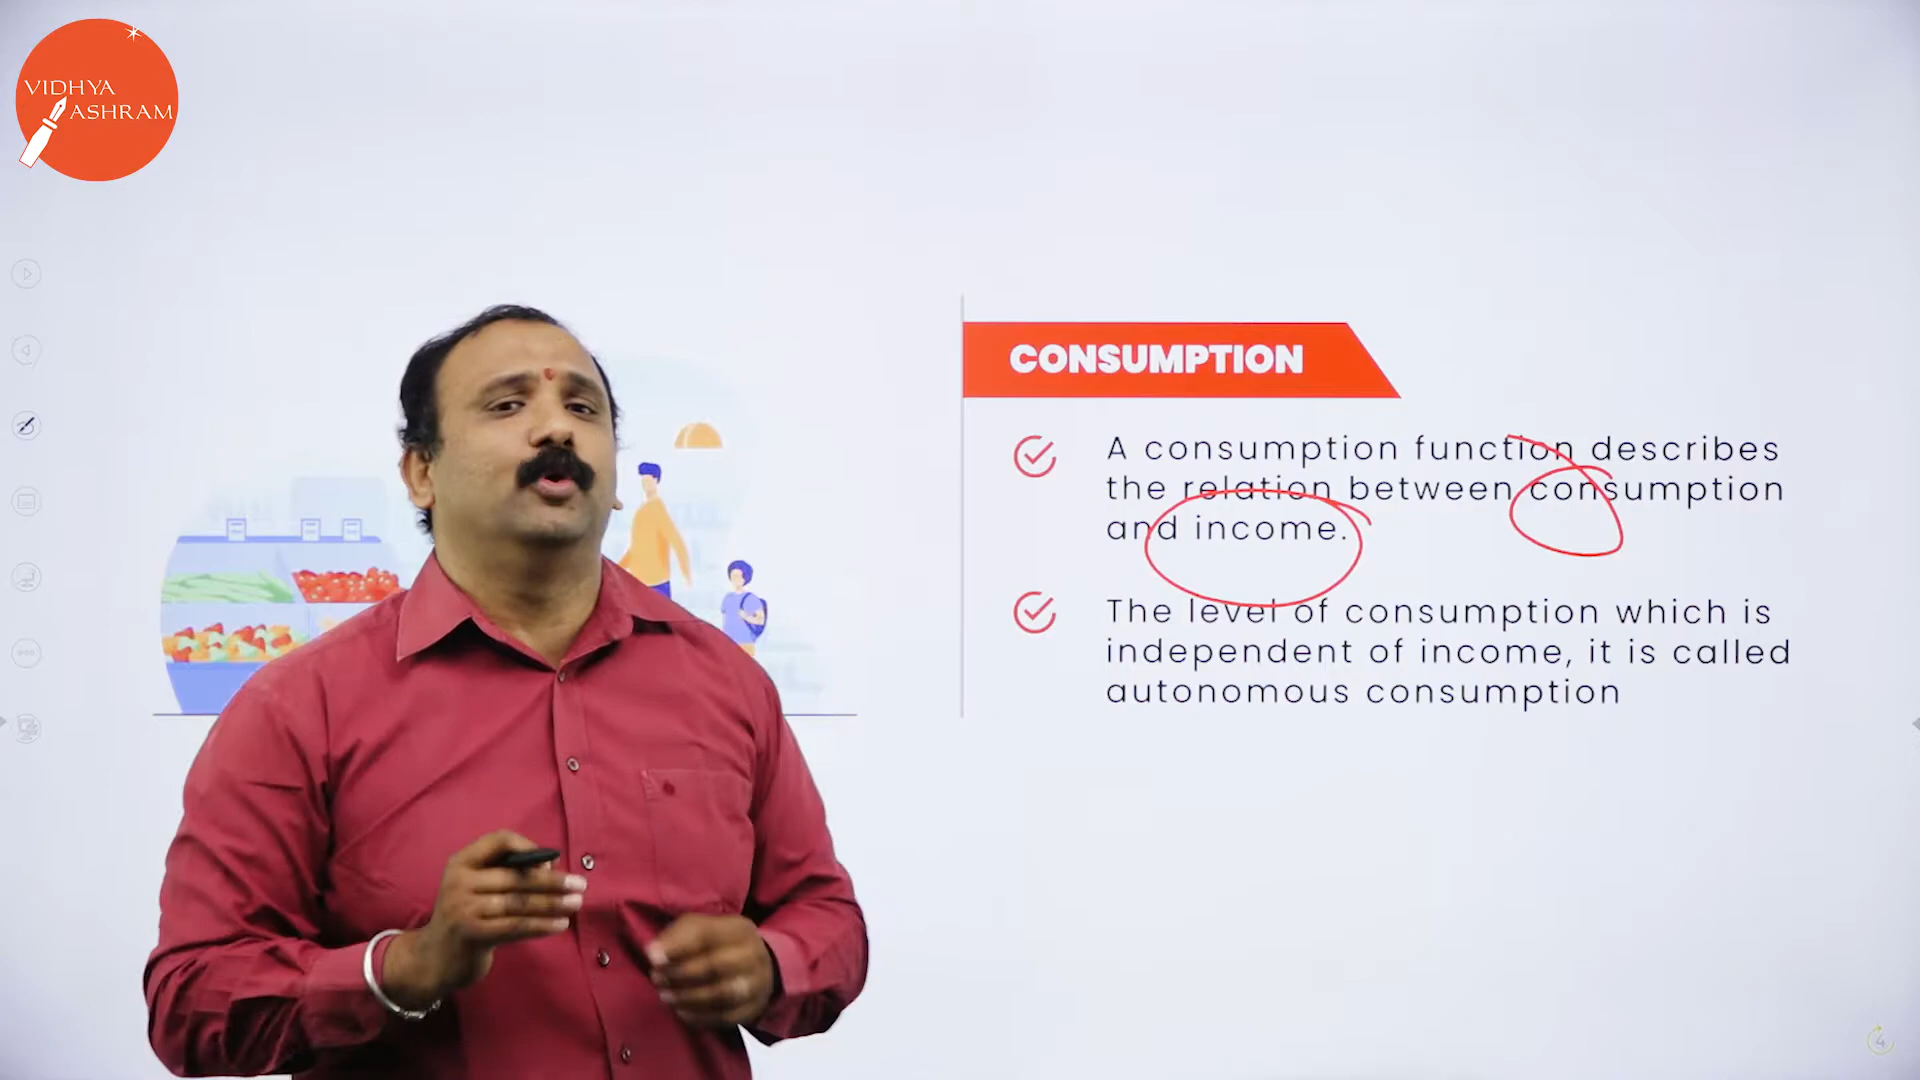 VIDHYA
ASHRAM
CONSUMPTION
A consumption function describes
the relation between consumption
and income.
The level of consumption which is
independent of income, it is called
autonomous consumption
4